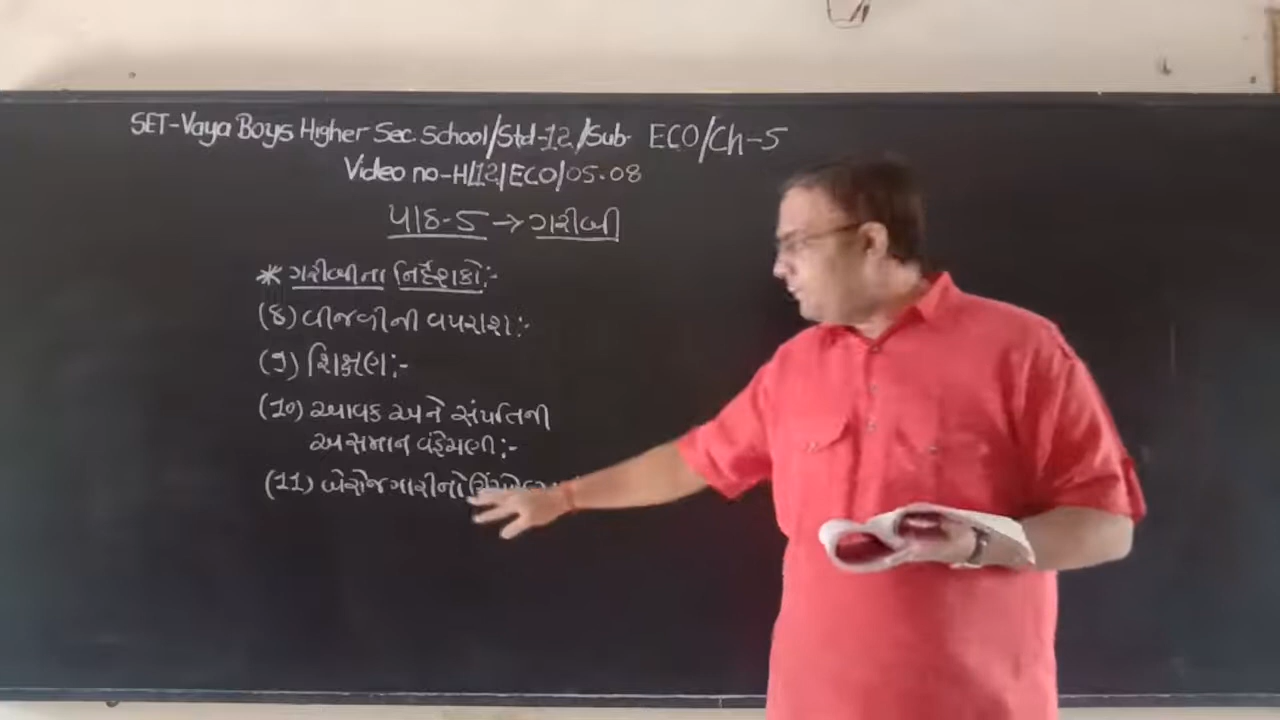 SET-Vaya Boys Higher Sec. School/Std-12/Sub- ECO/Ch-5
Video no-H/12/ECO/05.08
પાઠ-5 → ગરીબી
* ગરીબીના નિર્દેશકો:-
(8) વીજળીની વપરાશ:-
(9) શિક્ષણ:-
(10) આવક અને સંપતિની
અસમાન વહેંચણી:-
(11) બેરોજગારીનો